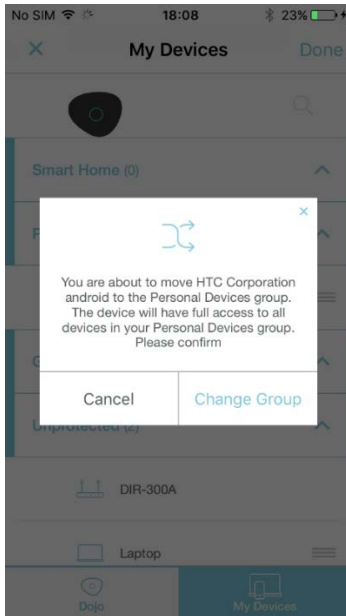 No SIM 18:08 23%
My Devices Done
Smart Home (0)
P
You are about to move HTC Corporation
android to the Personal Devices group.
The device will have full access to all
devices in your Personal Devices group.
Please confirm
G
Cancel Change Group
Unprotected (2)
DIR-300A
Laptop
Dojo My Devices